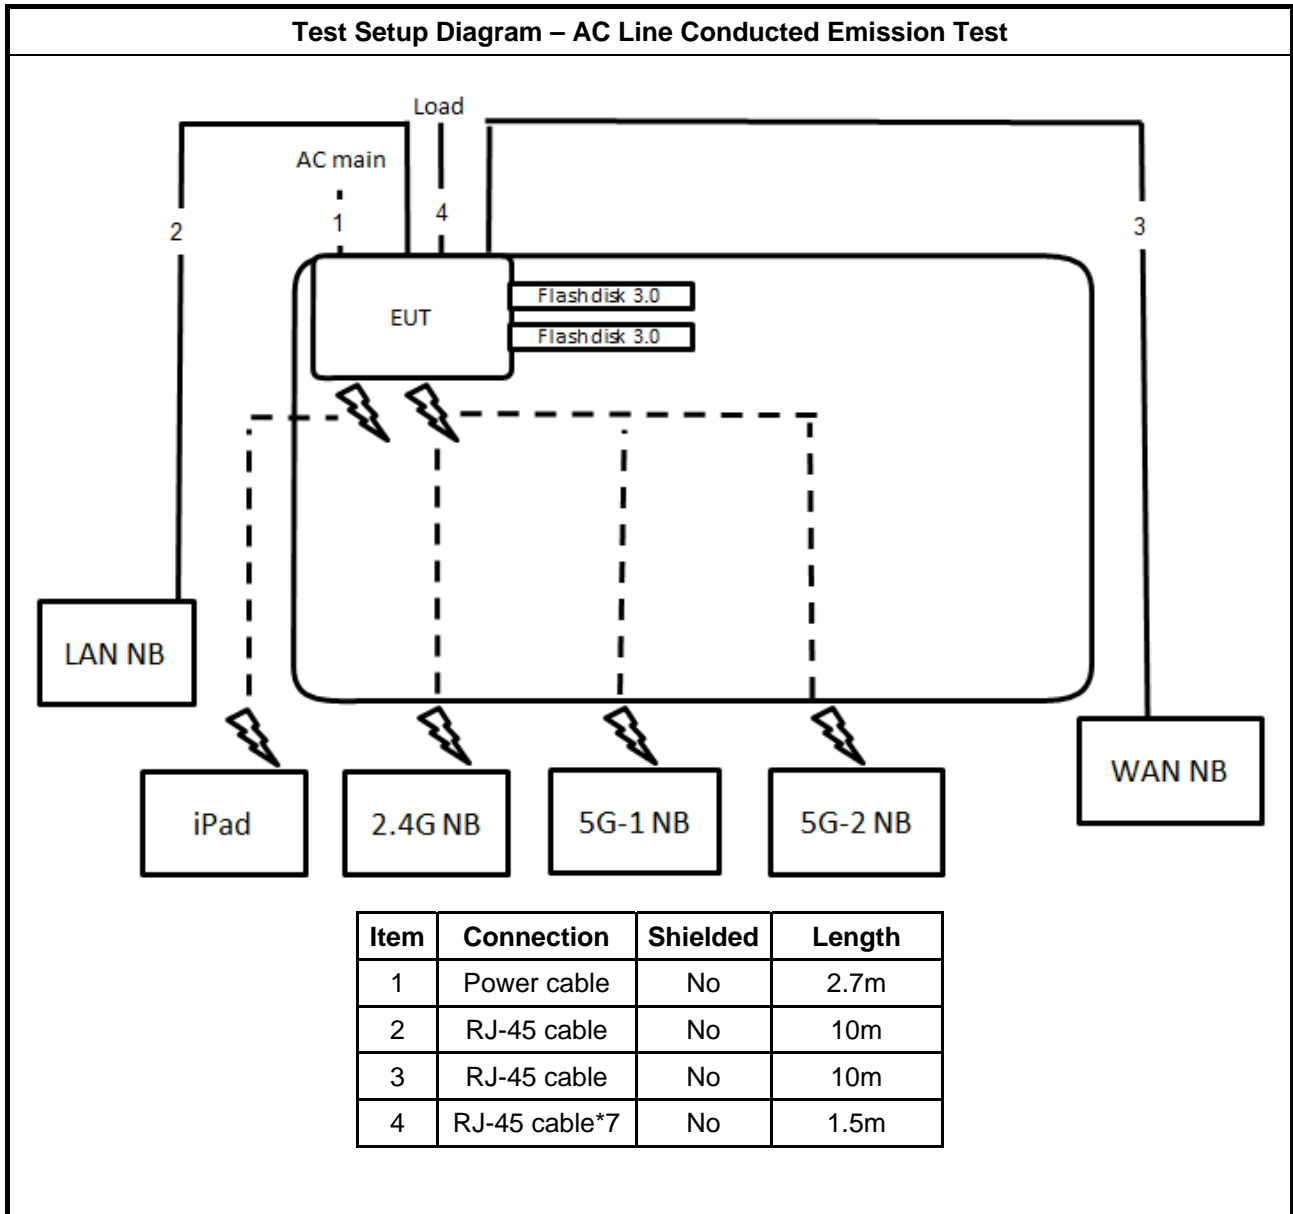 Test Setup Diagram – AC Line Conducted Emission Test
Load
AC main
2
1
4
3
EUT
Flashdisk 3.0
Flashdisk 3.0
LAN NB
WAN NB
iPad
2.4G NB
5G-1 NB
5G-2 NB
Item Connection Shielded Length
1 Power cable No 2.7m
2 RJ-45 cable No 10m
3 RJ-45 cable No 10m
4 RJ-45 cable*7 No 1.5m